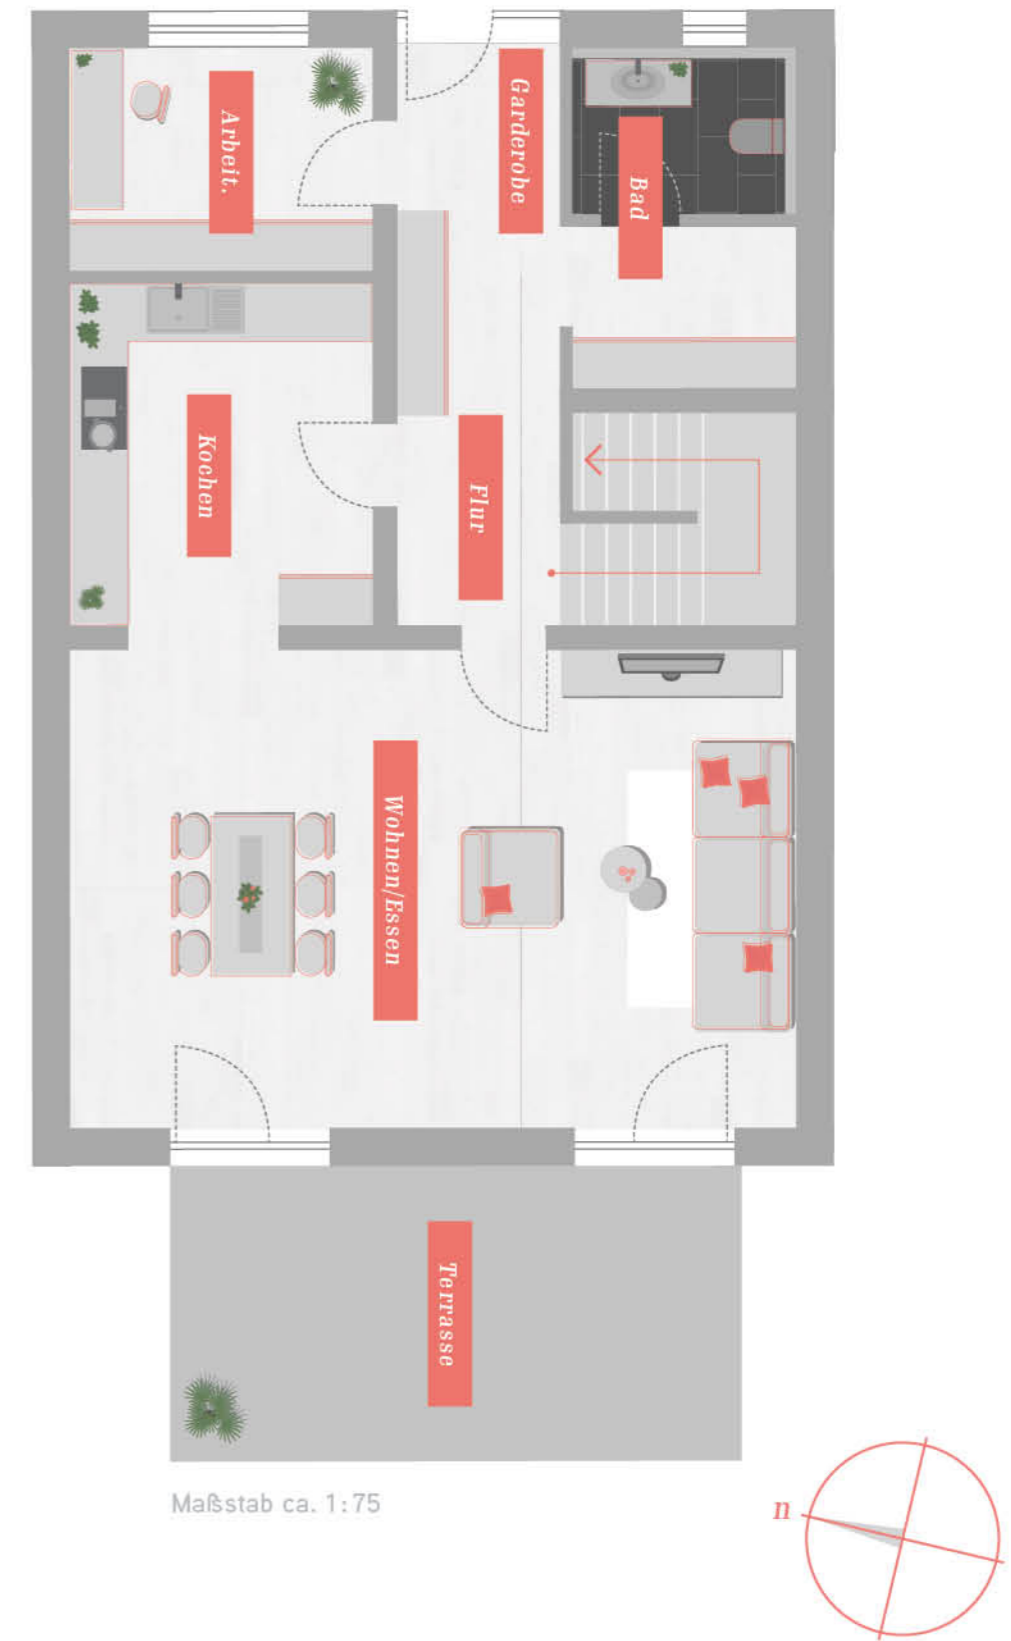 Garderobe
Arbeit.
Bad
Kochen
Flur
Wohnen/Essen
Terrasse
Maßstab ca. 1:75
n